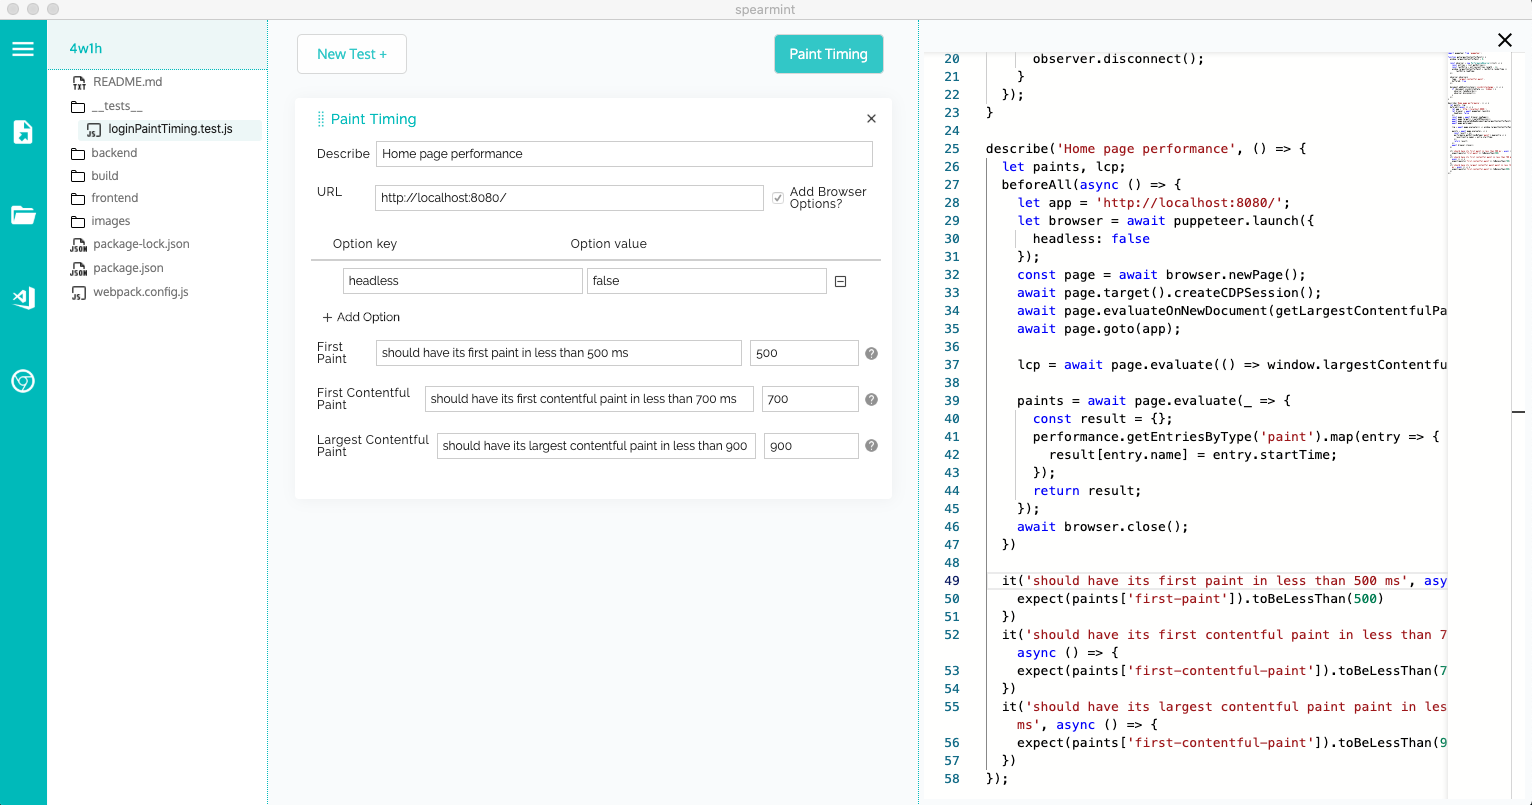 spearmint
4w1h
README.md
__tests__
loginPaintTiming.test.js
backend
build
frontend
images
package-lock.json
package.json
webpack.config.js
New Test +
Paint Timing
Paint Timing
Describe Home page performance
URL http://localhost:8080/ Add Browser Options?
Option key Option value
headless false
+ Add Option
First Paint should have its first paint in less than 500 ms 500 ?
First Contentful Paint should have its first contentful paint in less than 700 ms 700 ?
Largest Contentful Paint should have its largest contentful paint in less than 900 900 ?
20 observer.disconnect();
21 }
22 });
23 }
24
25 describe('Home page performance', () => {
26 let paints, lcp;
27 beforeAll(async () => {
28 let app = 'http://localhost:8080/';
29 let browser = await puppeteer.launch({
30 headless: false
31 });
32 const page = await browser.newPage();
33 await page.target().createCDPSession();
34 await page.evaluateOnNewDocument(getLargestContentfulPa
35 await page.goto(app);
36
37 lcp = await page.evaluate(() => window.largestContentfu
38
39 paints = await page.evaluate(_ => {
40 const result = {};
41 performance.getEntriesByType('paint').map(entry => {
42 result[entry.name] = entry.startTime;
43 });
44 return result;
45 });
46 await browser.close();
47 })
48
49 it('should have its first paint in less than 500 ms', asy
50 expect(paints['first-paint']).toBeLessThan(500)
51 })
52 it('should have its first contentful paint in less than 7
async () => {
53 expect(paints['first-contentful-paint']).toBeLessThan(7
54 })
55 it('should have its largest contentful paint paint in les
ms', async () => {
56 expect(paints['first-contentful-paint']).toBeLessThan(9
57 })
58 });